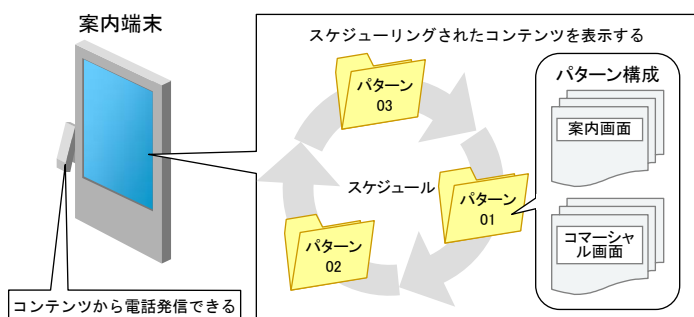 案内端末
スケジューリングされたコンテンツを表示する
パターン
03
パターン構成
案内画面
スケジュール
パターン
01
パターン
02
コマーシャ
ル画面
コンテンツから電話発信できる